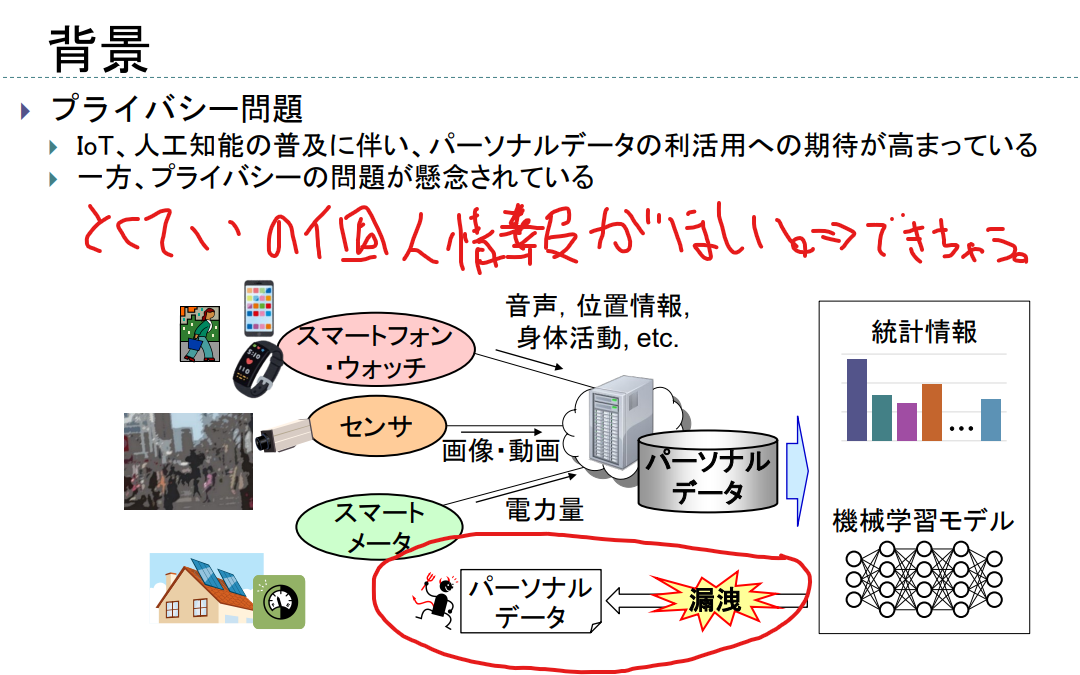 背景
プライバシー問題
IoT、人工知能の普及に伴い、パーソナルデータの利活用への期待が高まっている
一方、プライバシーの問題が懸念されている
とくていの個人情報がほしい。⇒できちゃう。
音声, 位置情報,
身体活動, etc.
スマートフォン
・ウォッチ
センサ
画像・動画
スマート
メータ
電力量
パーソナル
データ
統計情報
…
機械学習モデル
パーソナル
データ
漏洩